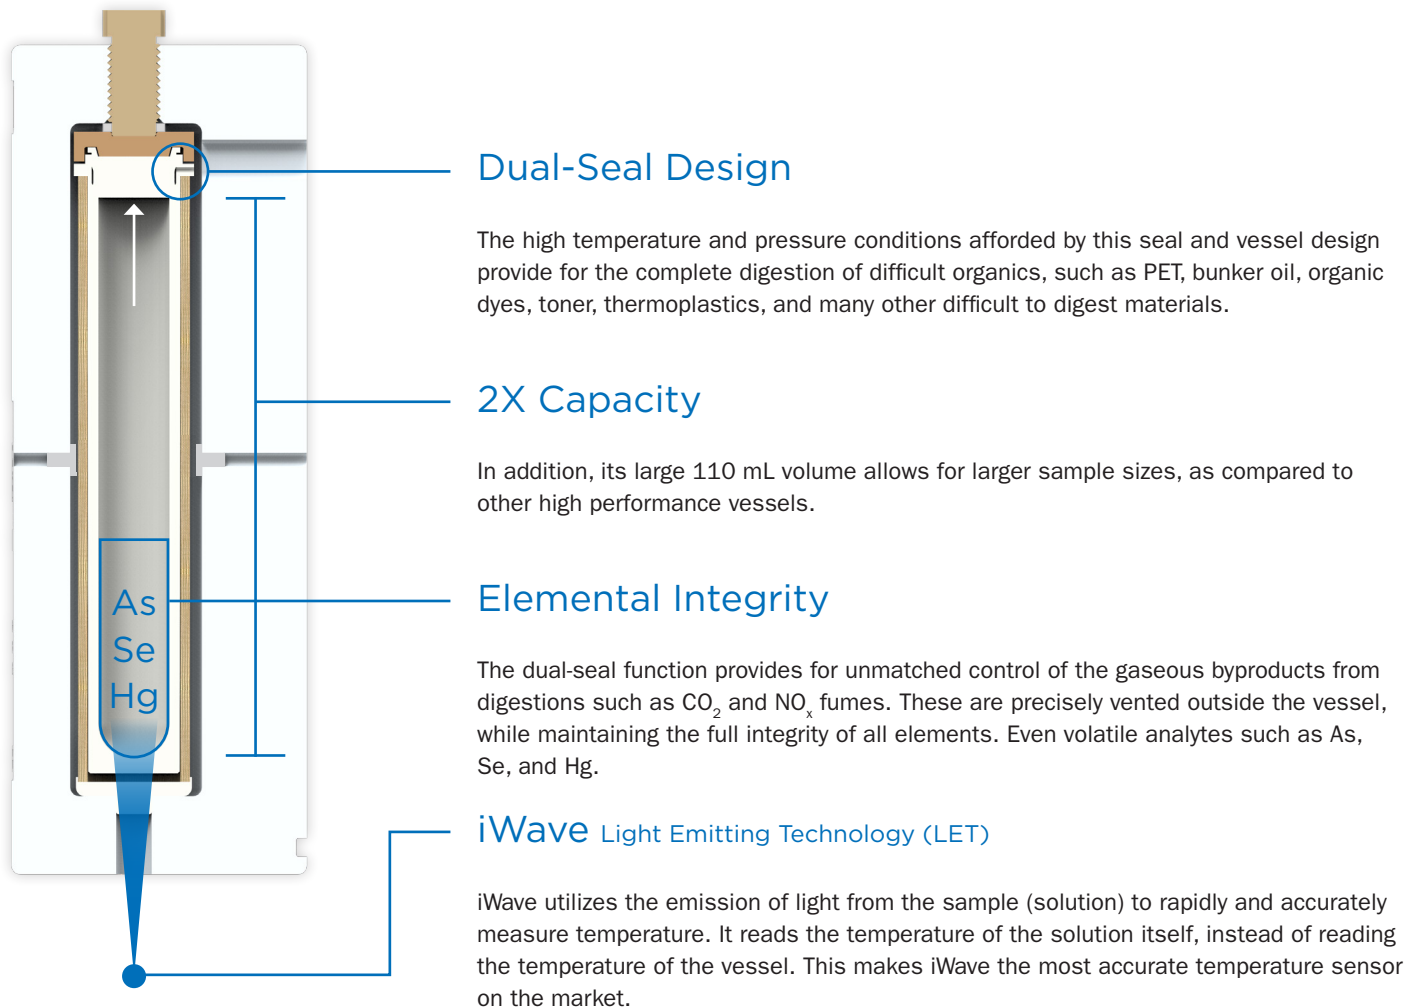 Dual-Seal Design
The high temperature and pressure conditions afforded by this seal and vessel design
provide for the complete digestion of difficult organics, such as PET, bunker oil, organic
dyes, toner, thermoplastics, and many other difficult to digest materials.
2X Capacity
In addition, its large 110 mL volume allows for larger sample sizes, as compared to
other high performance vessels.
As
Se
Hg
Elemental Integrity
The dual-seal function provides for unmatched control of the gaseous byproducts from
digestions such as CO₂ and NOₓ fumes. These are precisely vented outside the vessel,
while maintaining the full integrity of all elements. Even volatile analytes such as As,
Se, and Hg.
iWave Light Emitting Technology (LET)
iWave utilizes the emission of light from the sample (solution) to rapidly and accurately
measure temperature. It reads the temperature of the solution itself, instead of reading
the temperature of the vessel. This makes iWave the most accurate temperature sensor
on the market.